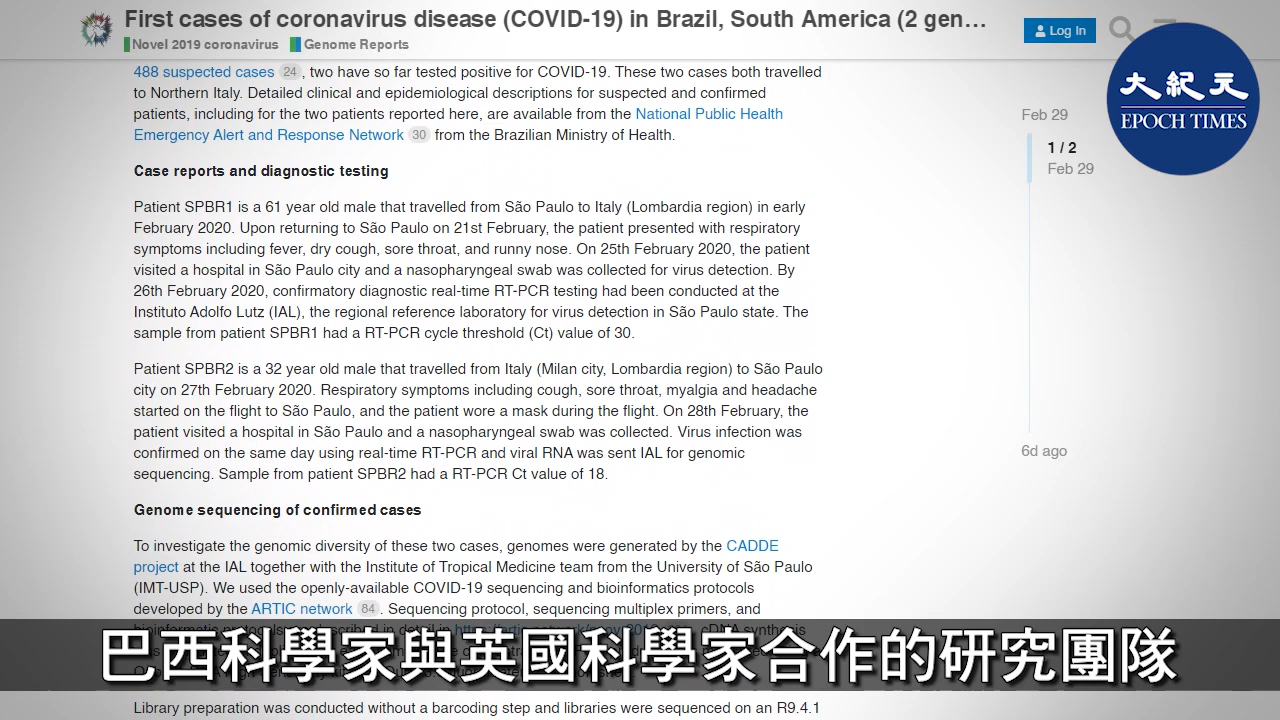 First cases of coronavirus disease (COVID-19) in Brazil, South America (2 gen…
Novel 2019 coronavirus Genome Reports
Log In
大紀元
EPOCH TIMES
488 suspected cases 24 , two have so far tested positive for COVID-19. These two cases both travelled
to Northern Italy. Detailed clinical and epidemiological descriptions for suspected and confirmed
patients, including for the two patients reported here, are available from the National Public Health
Emergency Alert and Response Network 30 from the Brazilian Ministry of Health.
Feb 29
1 / 2
Feb 29
6d ago
Case reports and diagnostic testing
Patient SPBR1 is a 61 year old male that travelled from São Paulo to Italy (Lombardia region) in early
February 2020. Upon returning to São Paulo on 21st February, the patient presented with respiratory
symptoms including fever, dry cough, sore throat, and runny nose. On 25th February 2020, the patient
visited a hospital in São Paulo city and a nasopharyngeal swab was collected for virus detection. By
26th February 2020, confirmatory diagnostic real-time RT-PCR testing had been conducted at the
Instituto Adolfo Lutz (IAL), the regional reference laboratory for virus detection in São Paulo state. The
sample from patient SPBR1 had a RT-PCR cycle threshold (Ct) value of 30.
Patient SPBR2 is a 32 year old male that travelled from Italy (Milan city, Lombardia region) to São Paulo
city on 27th February 2020. Respiratory symptoms including cough, sore throat, myalgia and headache
started on the flight to São Paulo, and the patient wore a mask during the flight. On 28th February, the
patient visited a hospital in São Paulo and a nasopharyngeal swab was collected. Virus infection was
confirmed on the same day using real-time RT-PCR and viral RNA was sent IAL for genomic
sequencing. Sample from patient SPBR2 had a RT-PCR Ct value of 18.
Genome sequencing of confirmed cases
To investigate the genomic diversity of these two cases, genomes were generated by the CADDE
project at the IAL together with the Institute of Tropical Medicine team from the University of São Paulo
(IMT-USP). We used the openly-available COVID-19 sequencing and bioinformatics protocols
developed by the ARTIC network 84 . Sequencing protocol, sequencing multiplex primers, and
巴西科學家與英國科學家合作的研究團隊
Library preparation was conducted without a barcoding step and libraries were sequenced on an R9.4.1